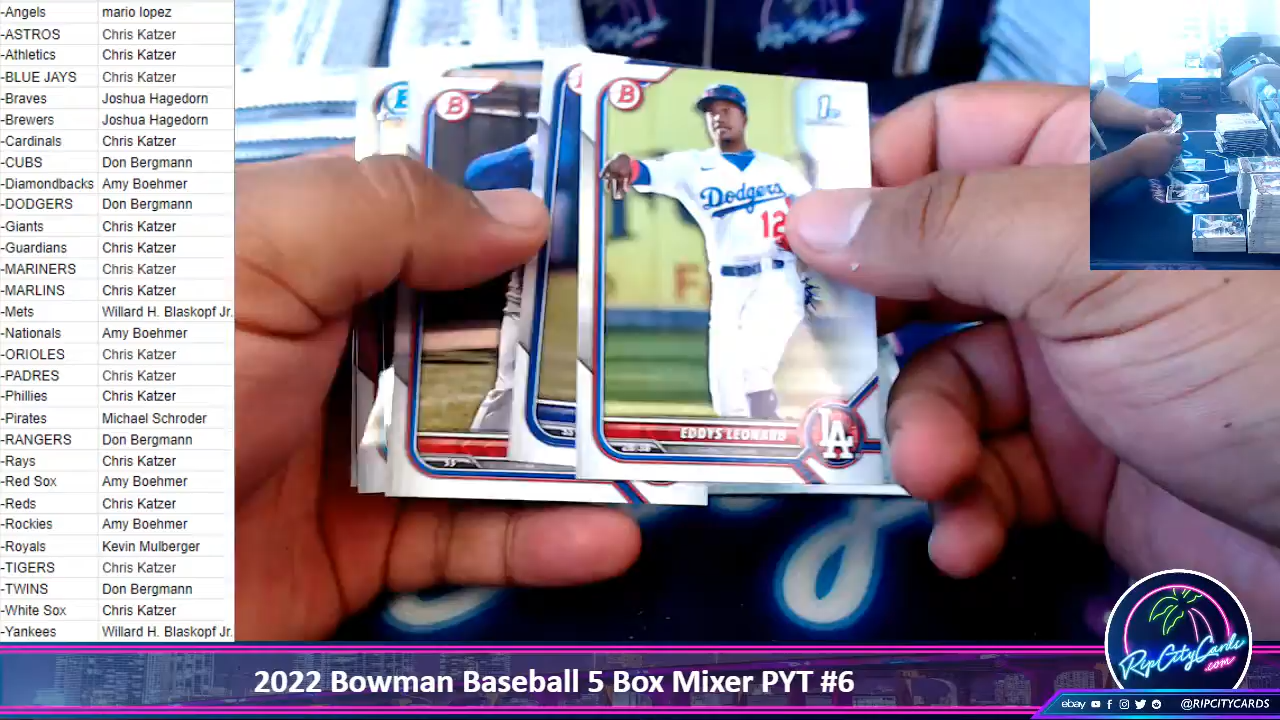 -Angels mario lopez
-ASTROS Chris Katzer
-Athletics Chris Katzer
-BLUE JAYS Chris Katzer
-Braves Joshua Hagedorn
-Brewers Joshua Hagedorn
-Cardinals Chris Katzer
-CUBS Don Bergmann
-Diamondbacks Amy Boehmer
-DODGERS Don Bergmann
-Giants Chris Katzer
-Guardians Chris Katzer
-MARINERS Chris Katzer
-MARLINS Chris Katzer
-Mets Willard H. Blaskopf Jr.
-Nationals Amy Boehmer
-ORIOLES Chris Katzer
-PADRES Chris Katzer
-Phillies Chris Katzer
-Pirates Michael Schroder
-RANGERS Don Bergmann
-Rays Chris Katzer
-Red Sox Amy Boehmer
-Reds Chris Katzer
-Rockies Amy Boehmer
-Royals Kevin Mulberger
-TIGERS Chris Katzer
-TWINS Don Bergmann
-White Sox Chris Katzer
-Yankees Willard H. Blaskopf Jr.
B
B
1st
Dodgers
12
EDDYS LEONARD
LA
RipCityCards
.com
2022 Bowman Baseball 5 Box Mixer PYT #6
ebay @RIPCITYCARDS